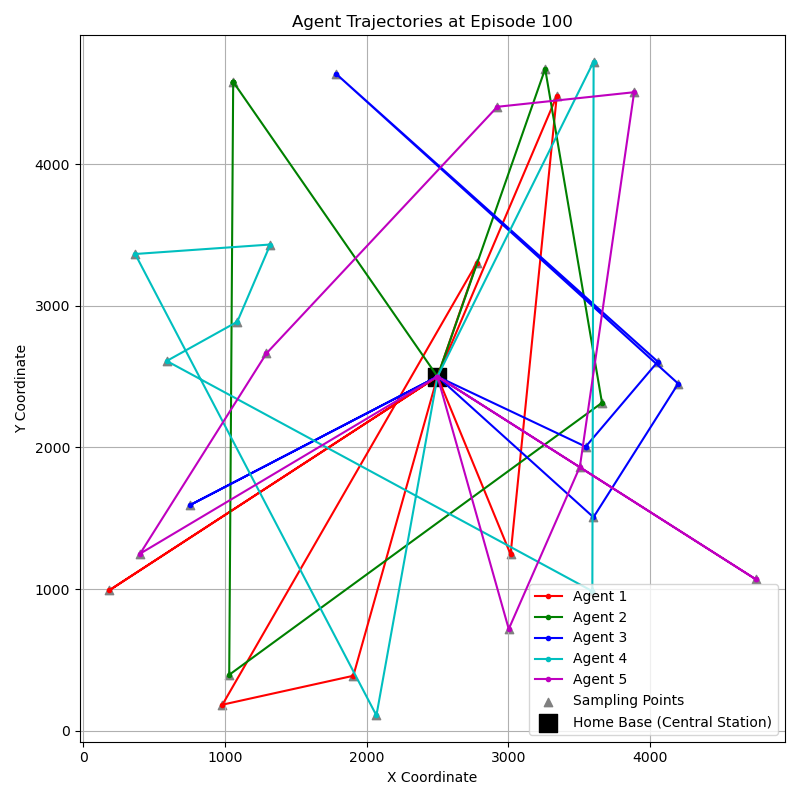 Agent Trajectories at Episode 100
Y Coordinate
4000
3000
2000
1000
0
0
1000
2000
3000
4000
X Coordinate
Agent 1
Agent 2
Agent 3
Agent 4
Agent 5
Sampling Points
Home Base (Central Station)